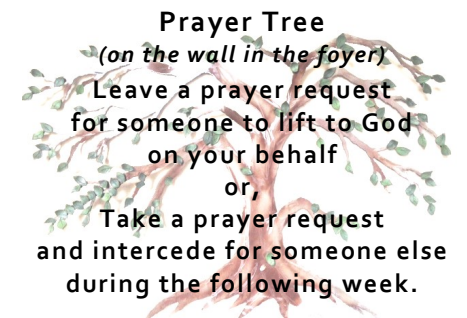 Prayer Tree
(on the wall in the foyer)
Leave a prayer request
for someone to lift to God
on your behalf
or,
Take a prayer request
and intercede for someone else
during the following week.